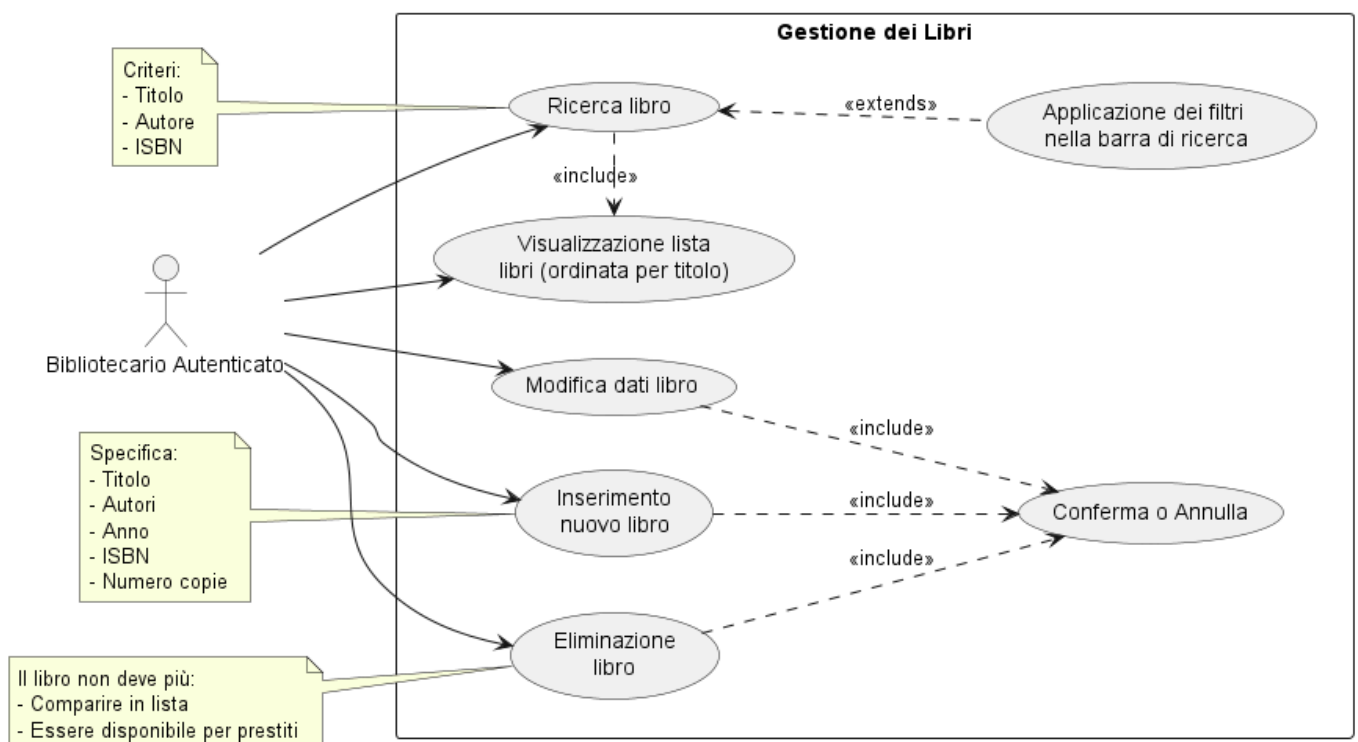 Gestione dei Libri
Criteri:
- Titolo
- Autore
- ISBN
Ricerca libro
«extends»
Applicazione dei filtri
nella barra di ricerca
«include»
Visualizzazione lista
libri (ordinata per titolo)
Bibliotecario Autenticato
Modifica dati libro
«include»
Specifica:
- Titolo
- Autori
- Anno
- ISBN
- Numero copie
Inserimento
nuovo libro
«include»
Conferma o Annulla
«include»
Eliminazione
libro
Il libro non deve più:
- Comparire in lista
- Essere disponibile per prestiti